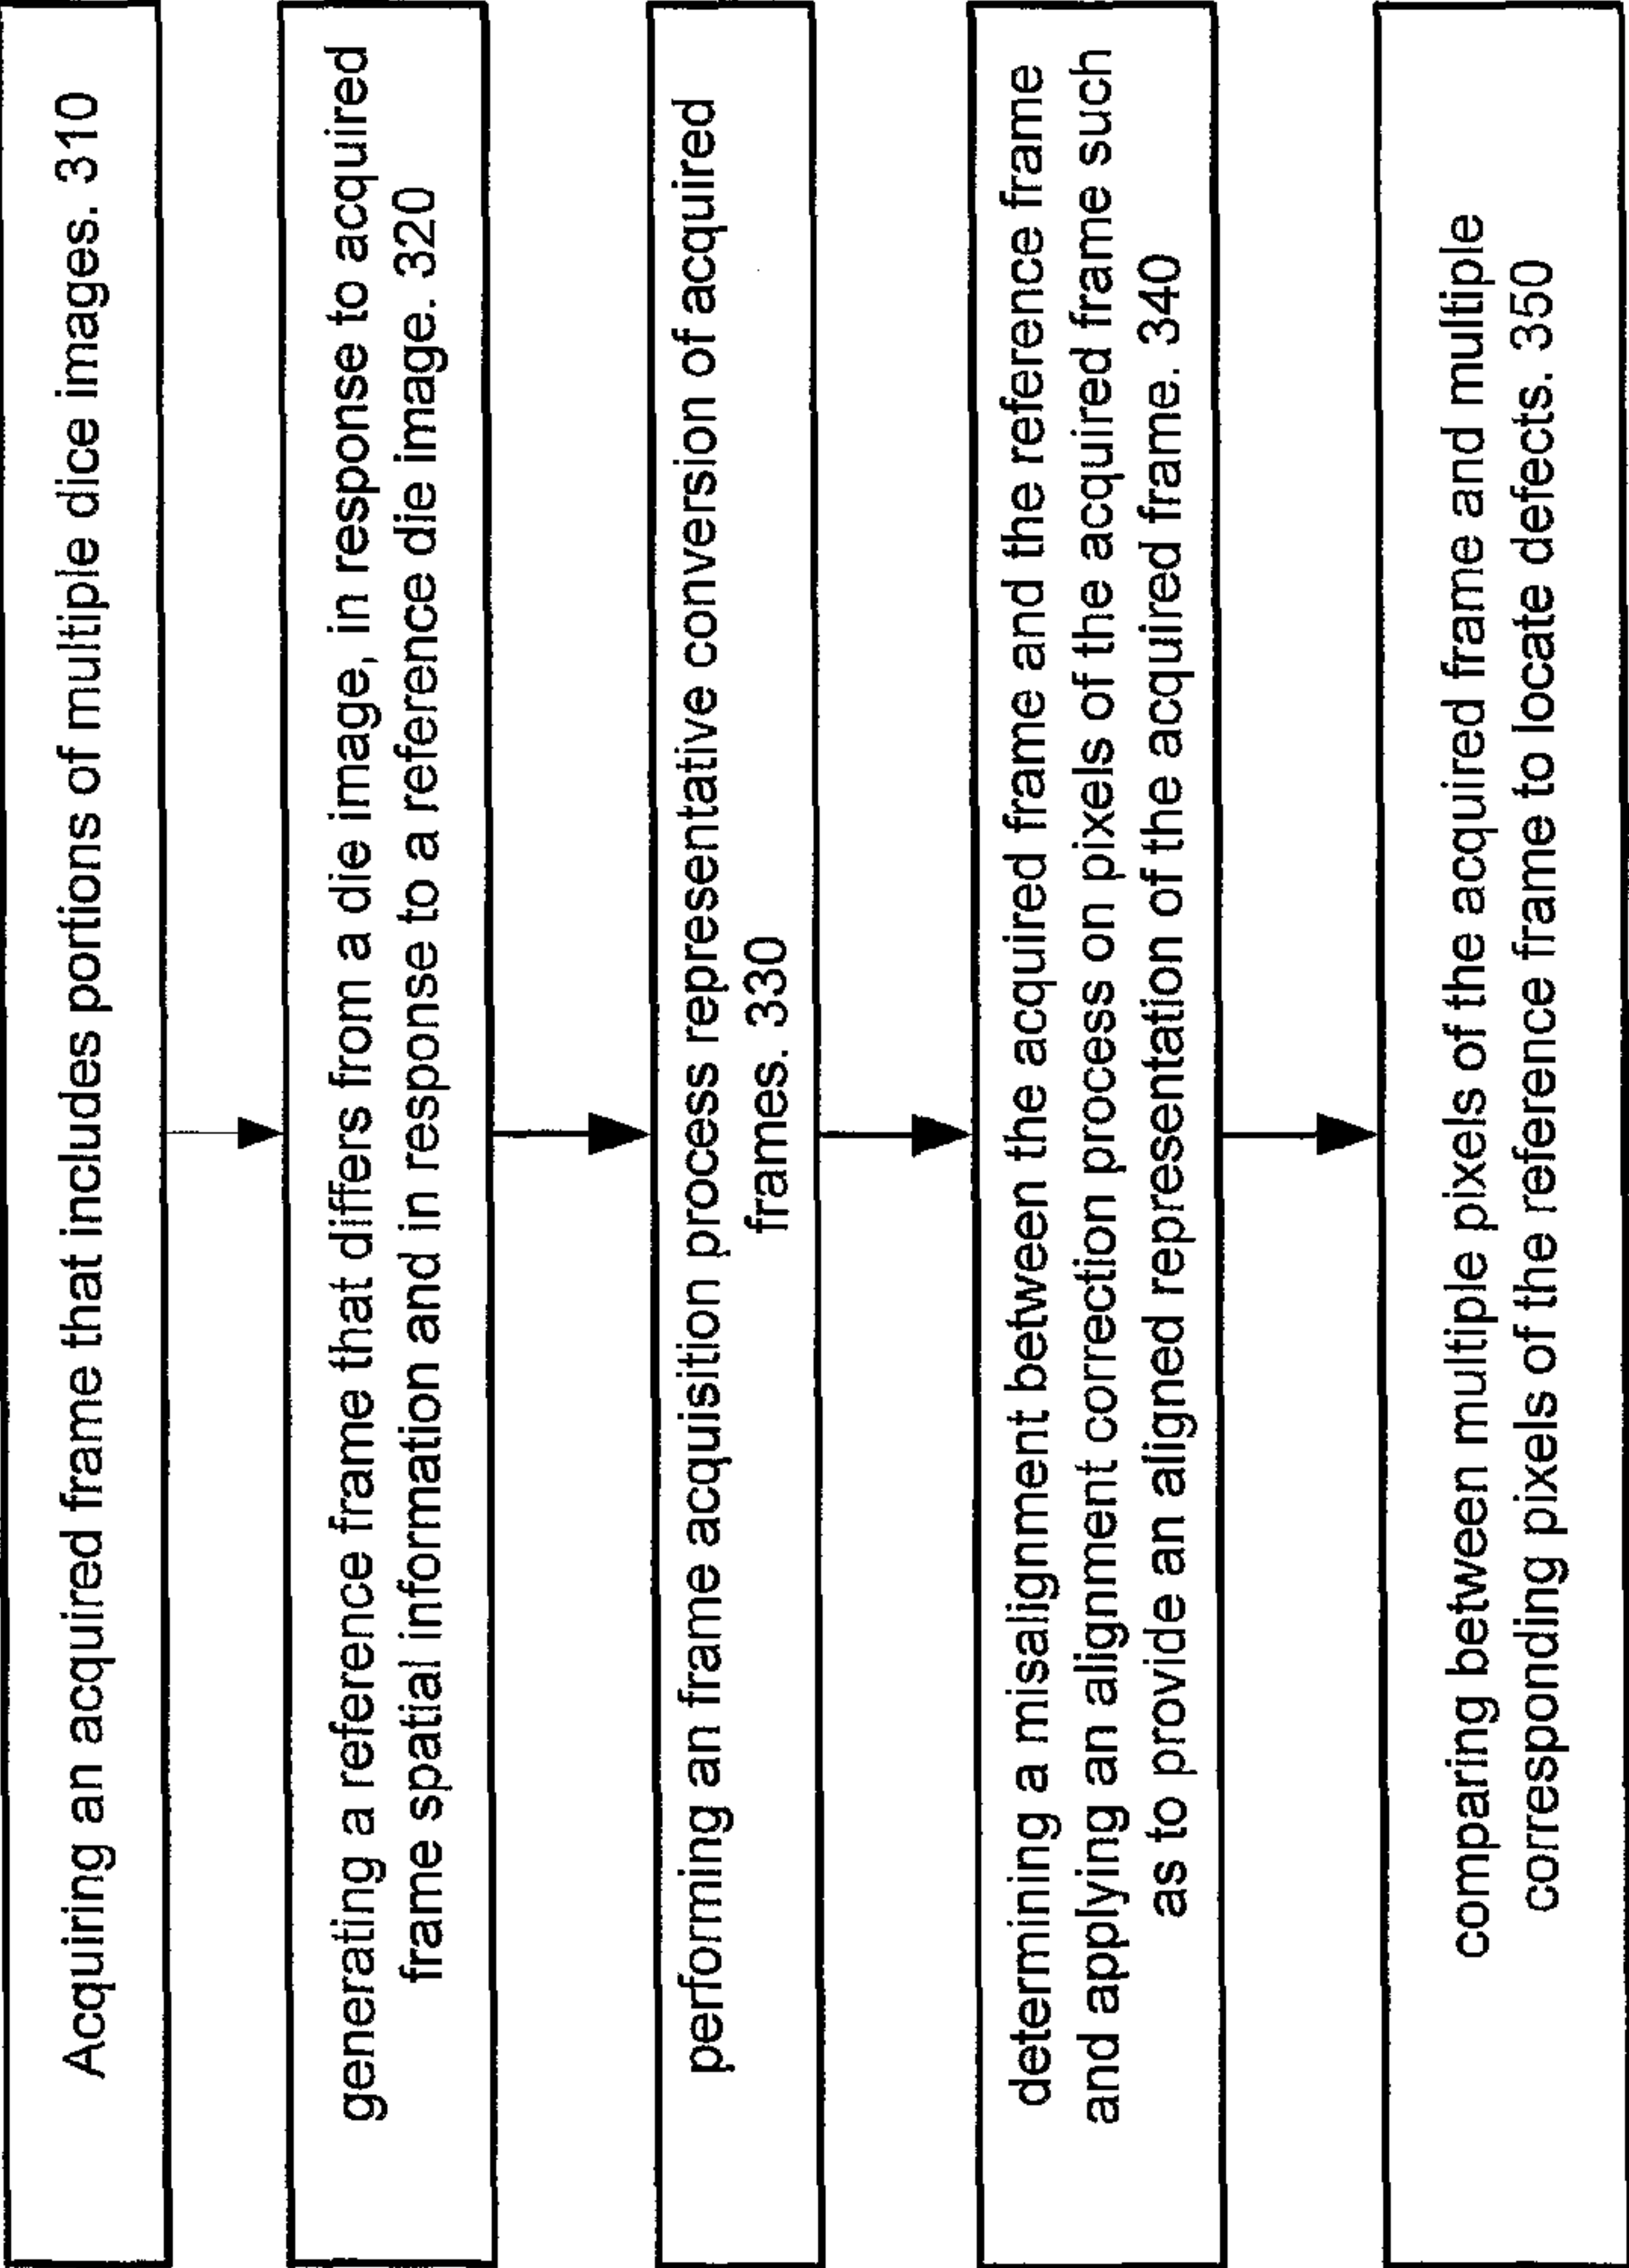 Acquiring an acquired frame that includes portions of multiple dice images. 310
generating a reference frame that differs from a die image, in response to acquired
frame spatial information and in response to a reference die image. 320
performing an frame acquisition process representative conversion of acquired
frames. 330
determining a misalignment between the acquired frame and the reference frame
and applying an alignment correction process on pixels of the acquired frame such
as to provide an aligned representation of the acquired frame. 340
comparing between multiple pixels of the acquired frame and multiple
corresponding pixels of the reference frame to locate defects. 350